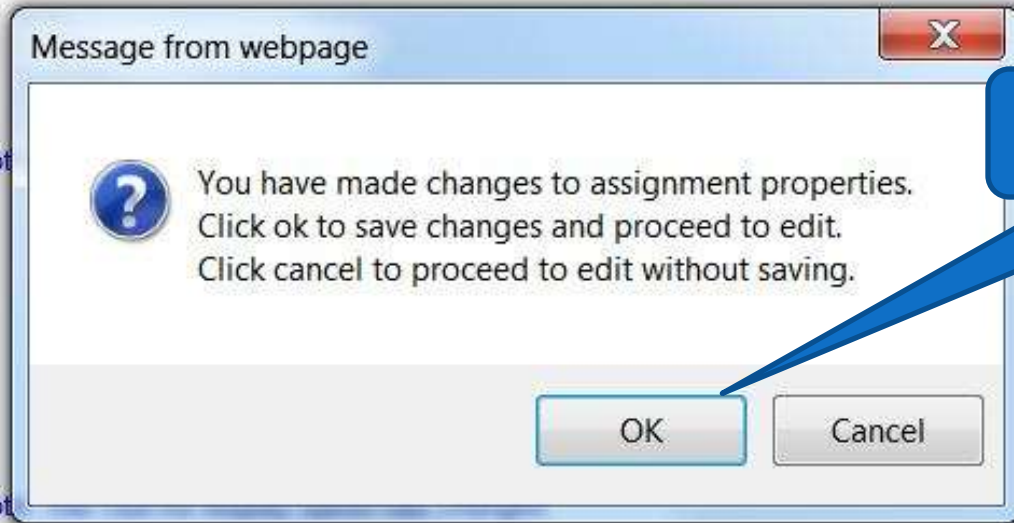 Message from webpage
You have made changes to assignment properties.
Click ok to save changes and proceed to edit.
Click cancel to proceed to edit without saving.
OK
Cancel